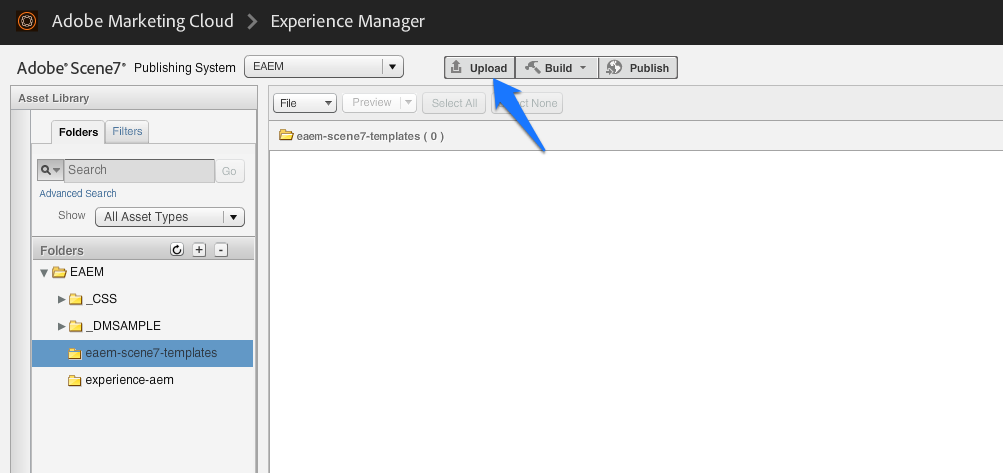 Adobe Marketing Cloud > Experience Manager
Adobe® Scene7® Publishing System EAEM Upload Build Publish
Asset Library
File Preview Select All None
Folders Filters
eaem-scene7-templates ( 0 )
Search Go
Advanced Search
Show All Asset Types
Folders + -
EAEM
_CSS
_DMSAMPLE
eaem-scene7-templates
experience-aem